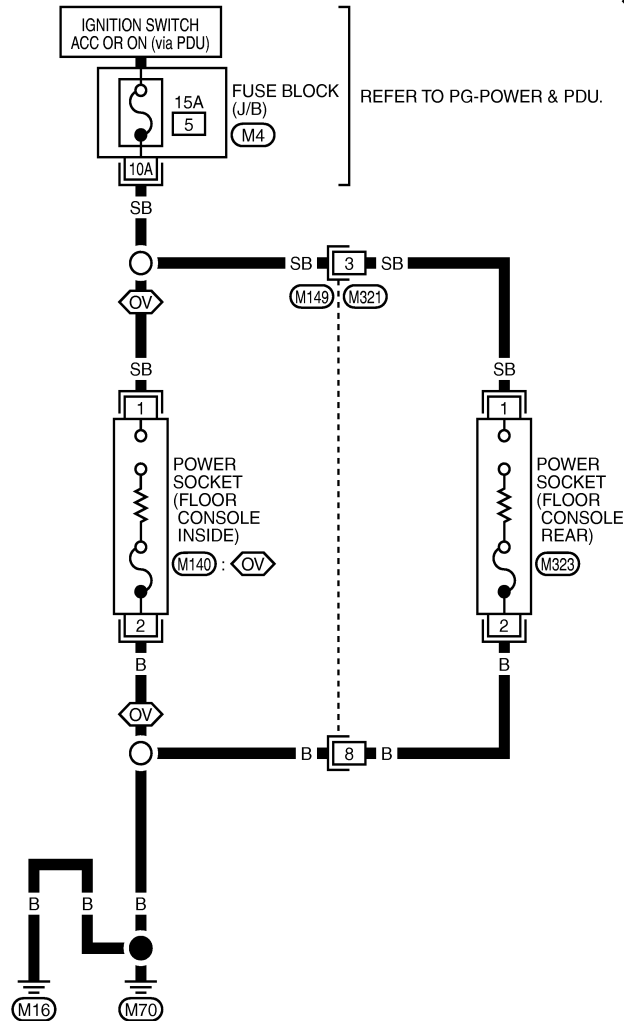 IGNITION SWITCH
ACC OR ON (via PDU)
15A
5
FUSE BLOCK
(J/B)
M4
REFER TO PG-POWER & PDU.
10A
SB
SB
3
SB
OV
M149
M321
SB
SB
1
1
POWER
SOCKET
(FLOOR
CONSOLE
INSIDE)
M140 : OV
POWER
SOCKET
(FLOOR
CONSOLE
REAR)
M323
2
2
B
B
OV
B
8
B
B
B
B
M16
M70